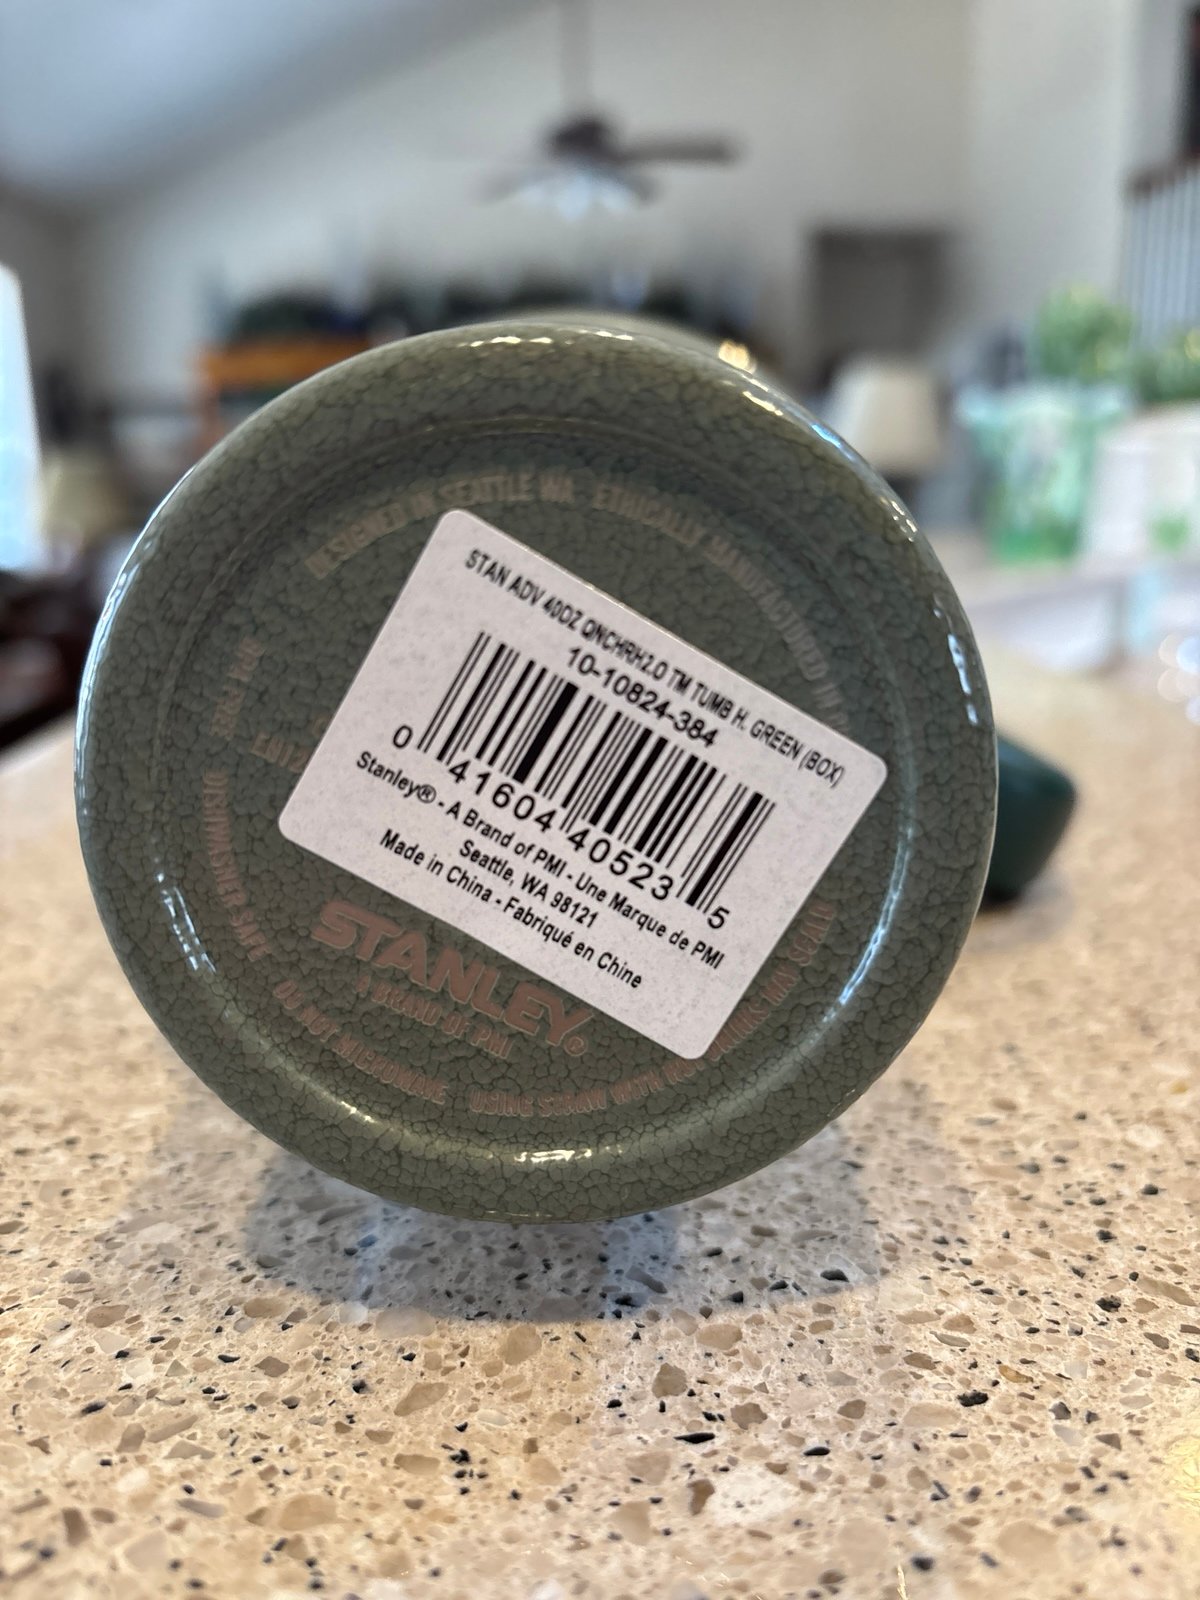 DESIGNED IN SEATTLE WA ETHICALLY MANUFACTURED IN
STAN ADV 40OZ QNCHRH2.0 TM TUMB H. GREEN (BOX)
10-10824-384
0 41604 40523 5
Stanley® - A Brand of PMI - Une Marque de PMI
Seattle, WA 98121
Made in China - Fabriqué en Chine
STANLEY®
A BRAND OF PMI
DISHWASHER SAFE
DO NOT MICROWAVE
USING STRAW WITH HOT DRINKS MAY SCALD